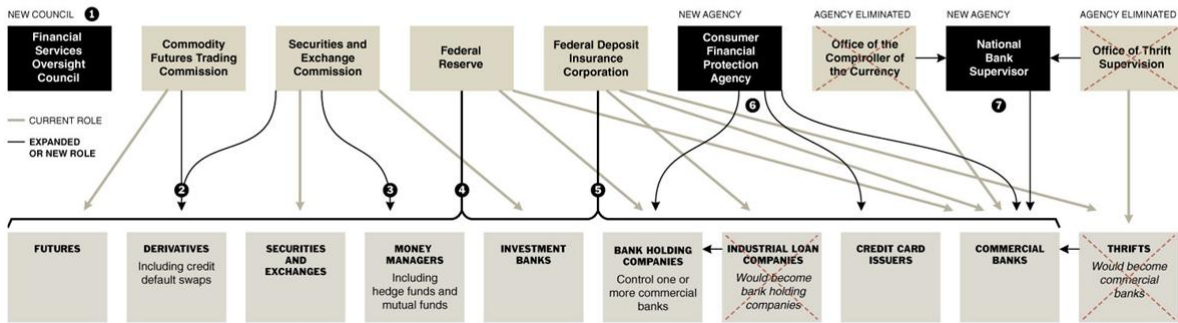 NEW COUNCIL 1
Financial
Services
Oversight
Council
Commodity
Futures Trading
Commission
Securities and
Exchange
Commission
Federal
Reserve
Federal Deposit
Insurance
Corporation
NEW AGENCY
Consumer
Financial
Protection
Agency
AGENCY ELIMINATED
Office of the
Comptroller of
the Currency
NEW AGENCY
National
Bank
Supervisor
AGENCY ELIMINATED
Office of Thrift
Supervision
CURRENT ROLE
EXPANDED
OR NEW ROLE
6
7
2
3
4
5
FUTURES
DERIVATIVES
Including credit
default swaps
SECURITIES
AND
EXCHANGES
MONEY
MANAGERS
Including
hedge funds and
mutual funds
INVESTMENT
BANKS
BANK HOLDING
COMPANIES
Control one or
more commercial
banks
INDUSTRIAL LOAN
COMPANIES
Would become
bank holding
companies
CREDIT CARD
ISSUERS
COMMERCIAL
BANKS
THRIFTS
Would become
commercial
banks